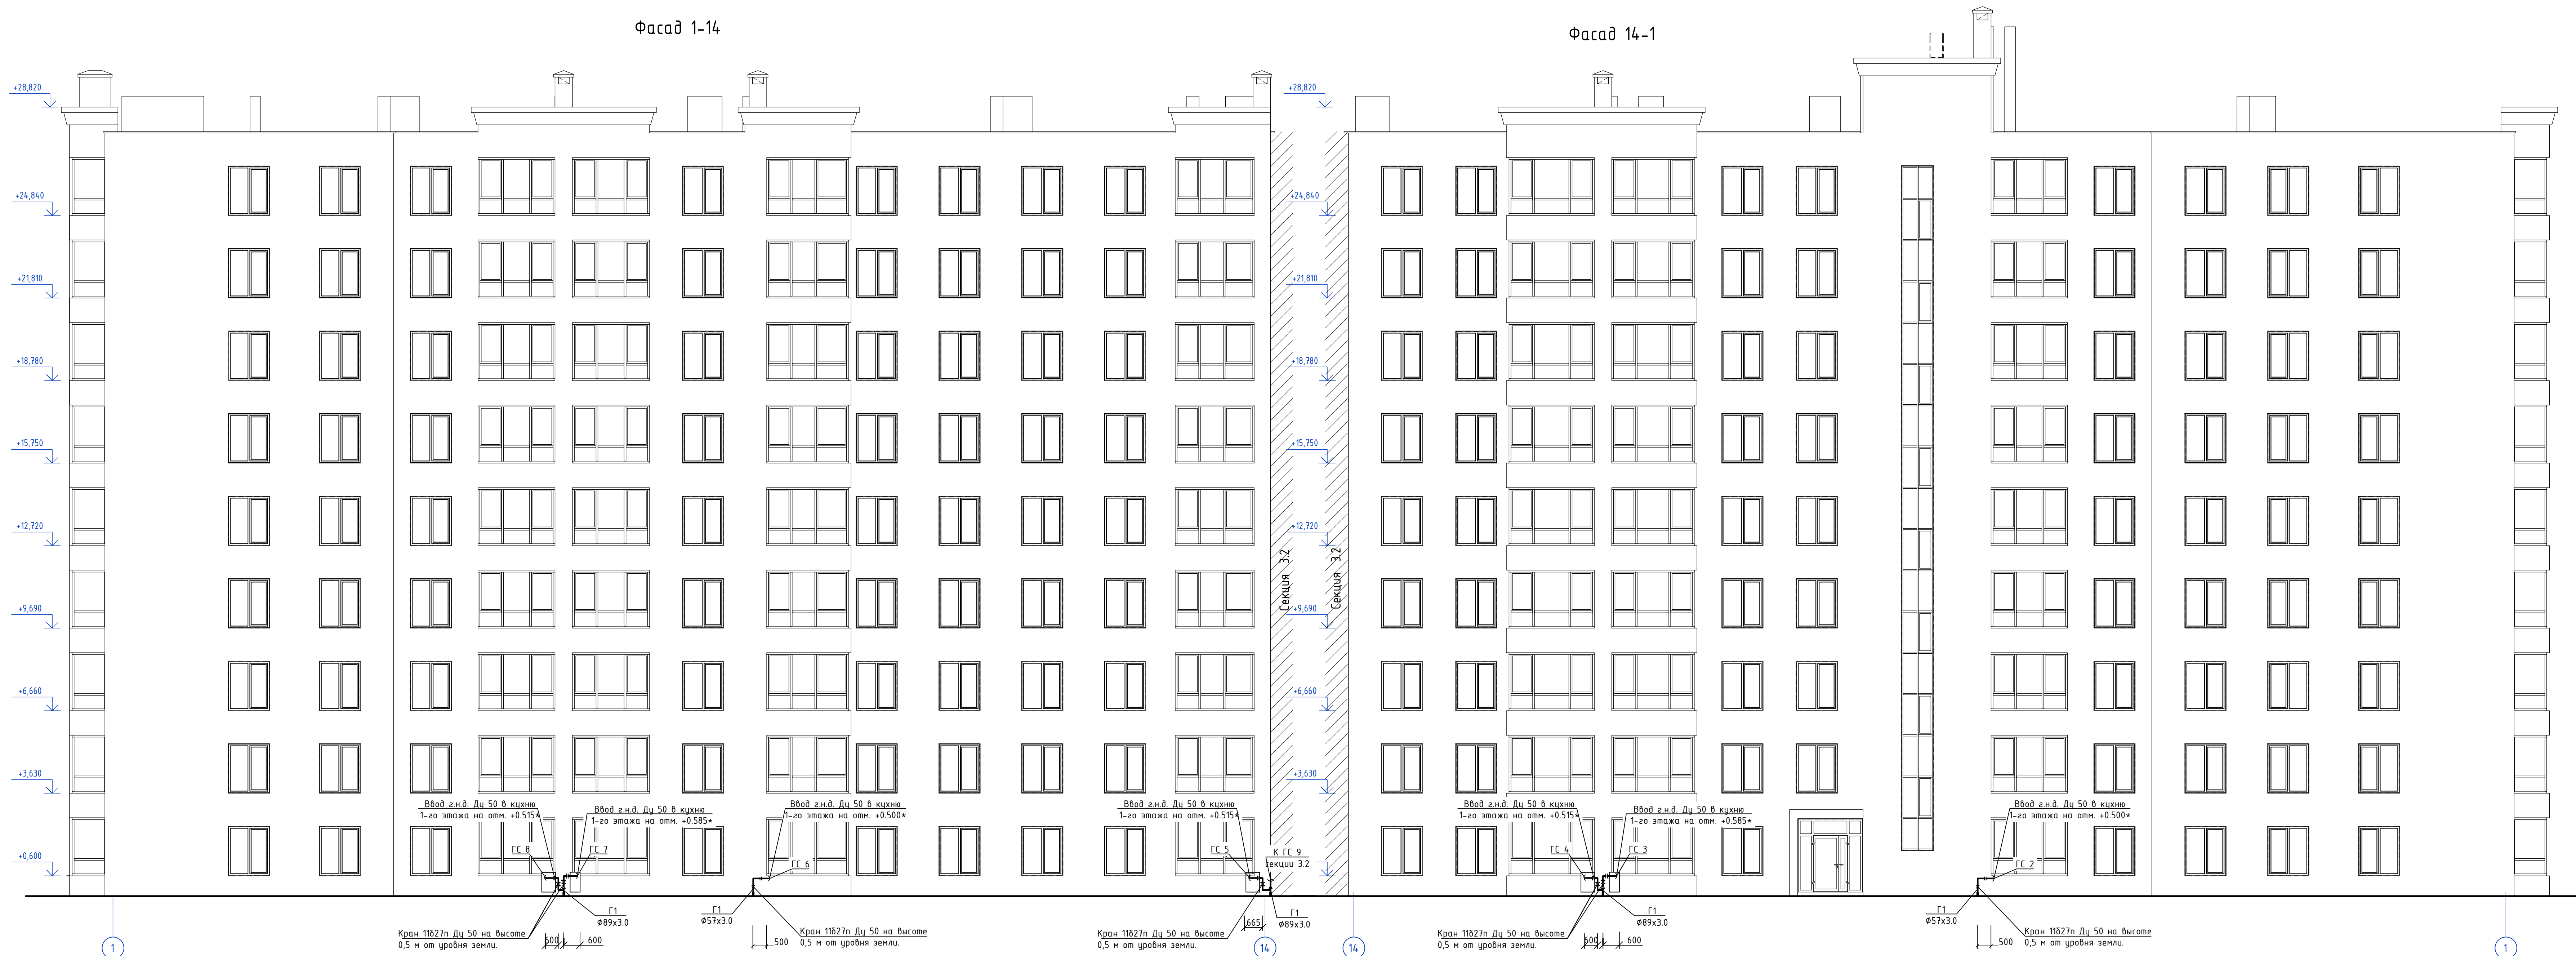 Фасад 1-14
Фасад 14-1
+28,820
+24,840
+21,810
+18,780
+15,750
+12,720
+9,690
+6,660
+3,630
+0,600
+28,820
+24,840
+21,810
+18,780
+15,750
+12,720
+9,690
+6,660
+3,630
Секция 3.2
Секция 3.2
Ввод г.н.д. Ду 50 в кухню
1-го этажа на отм. +0.515*
Ввод г.н.д. Ду 50 в кухню
1-го этажа на отм. +0.585*
Ввод г.н.д. Ду 50 в кухню
1-го этажа на отм. +0.500*
Ввод г.н.д. Ду 50 в кухню
1-го этажа на отм. +0.515*
Ввод г.н.д. Ду 50 в кухню
1-го этажа на отм. +0.515*
Ввод г.н.д. Ду 50 в кухню
1-го этажа на отм. +0.585*
Ввод г.н.д. Ду 50 в кухню
1-го этажа на отм. +0.500*
ГС 8
ГС 7
ГС 6
ГС 5
К ГС 9
секции 3.2
ГС 4
ГС 3
ГС 2
Г1
Ф89х3.0
Г1
Ф57х3.0
Г1
Ф89х3.0
Г1
Ф89х3.0
Г1
Ф57х3.0
Кран 11б27п Ду 50 на высоте
0,5 м от уровня земли.
600
600
500
Кран 11б27п Ду 50 на высоте
0,5 м от уровня земли.
Кран 11б27п Ду 50 на высоте
0,5 м от уровня земли.
665
Кран 11б27п Ду 50 на высоте
0,5 м от уровня земли.
600
600
500
Кран 11б27п Ду 50 на высоте
0,5 м от уровня земли.
1
14
14
1